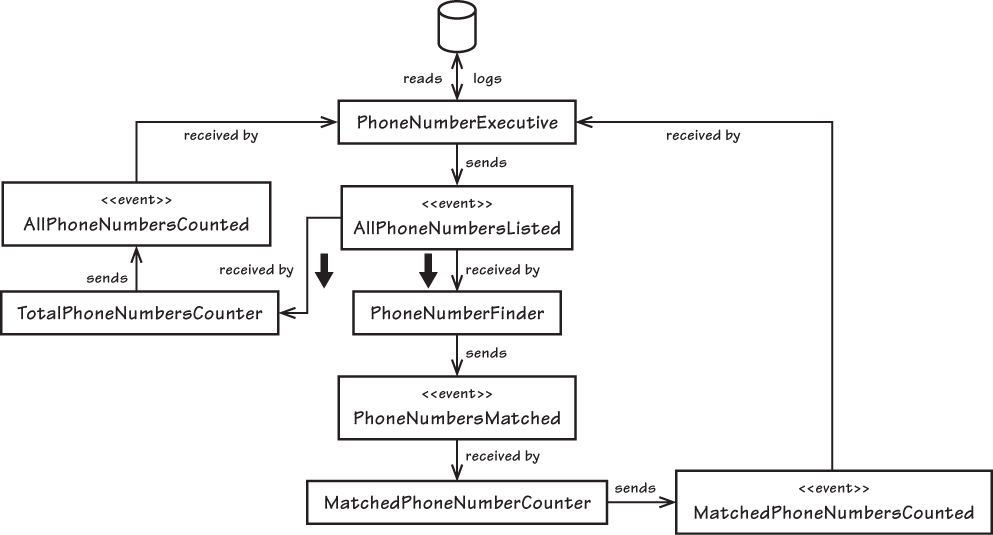 reads logs
PhoneNumberExecutive
received by
received by
sends
<<event>>
AllPhoneNumbersCounted
<<event>>
AllPhoneNumbersListed
sends
received by
received by
TotalPhoneNumbersCounter
PhoneNumberFinder
sends
<<event>>
PhoneNumbersMatched
received by
MatchedPhoneNumberCounter
sends
<<event>>
MatchedPhoneNumbersCounted